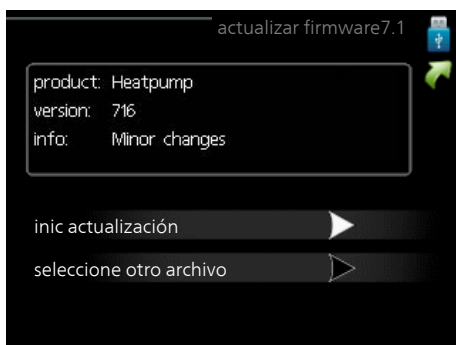 actualizar firmware7.1
product: Heatpump
version: 716
info: Minor changes
inic actualización
seleccione otro archivo